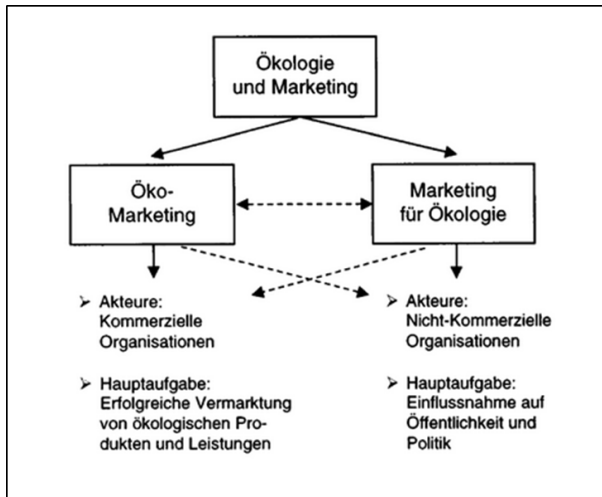 Ökologie
und Marketing
Öko-
Marketing
Marketing
für Ökologie
➢ Akteure:
Kommerzielle
Organisationen
➢ Hauptaufgabe:
Erfolgreiche Vermarktung
von ökologischen Pro-
dukten und Leistungen
➢ Akteure:
Nicht-Kommerzielle
Organisationen
➢ Hauptaufgabe:
Einflussnahme auf
Öffentlichkeit und
Politik